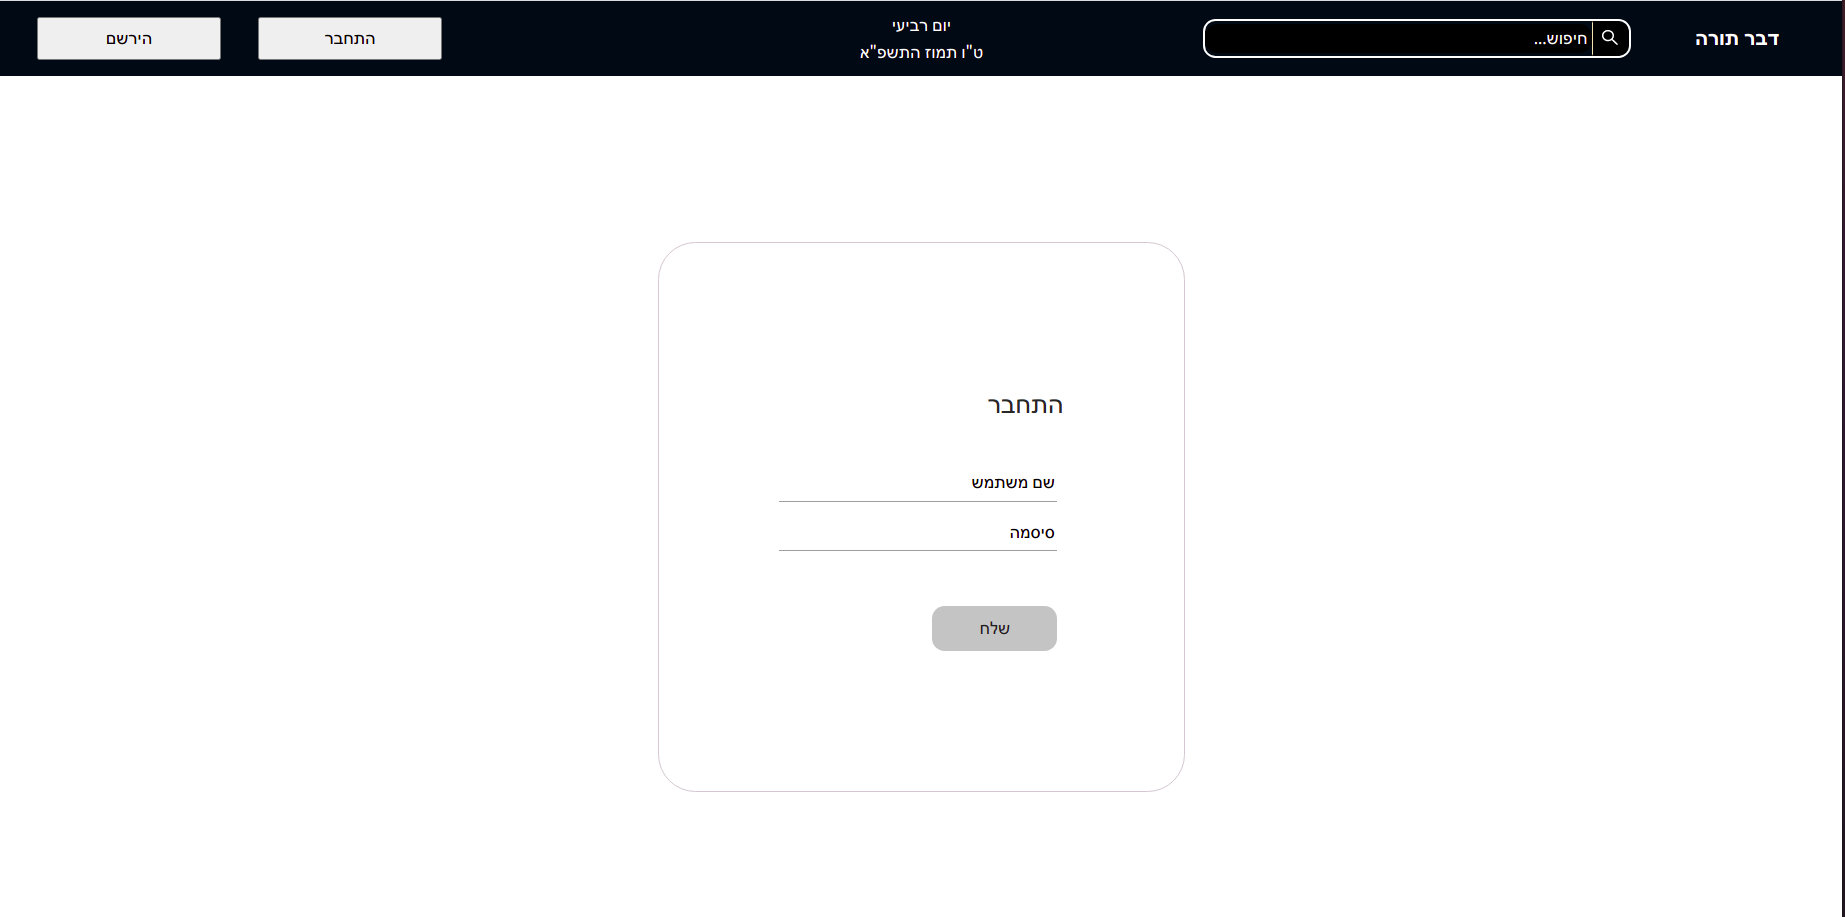 דבר תורה
חיפוש...
יום רביעי
ט"ו תמוז התשפ"א
התחבר
הירשם
התחבר
שם משתמש
סיסמה
שלח